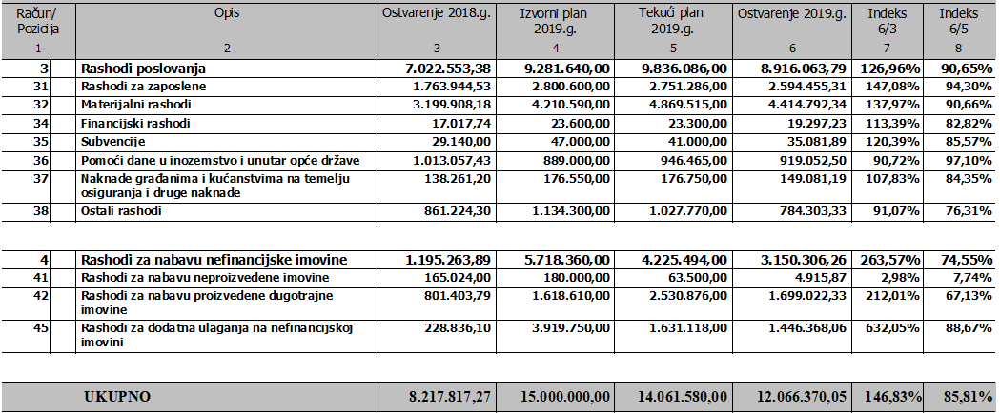 Račun/ Pozicija Opis Ostvarenje 2018.g. Izvorni plan 2019.g. Tekući plan 2019.g. Ostvarenje 2019.g. Indeks 6/3 Indeks 6/5
1 2 3 4 5 6 7 8
3 Rashodi poslovanja 7.022.553,38 9.281.640,00 9.836.086,00 8.916.063,79 126,96% 90,65%
31 Rashodi za zaposlene 1.763.944,53 2.800.600,00 2.751.286,00 2.594.455,31 147,08% 94,30%
32 Materijalni rashodi 3.199.908,18 4.210.590,00 4.869.515,00 4.414.792,34 137,97% 90,66%
34 Financijski rashodi 17.017,74 23.600,00 23.300,00 19.297,23 113,39% 82,82%
35 Subvencije 29.140,00 47.000,00 41.000,00 35.081,89 120,39% 85,57%
36 Pomoći dane u inozemstvo i unutar opće države 1.013.057,43 889.000,00 946.465,00 919.052,50 90,72% 97,10%
37 Naknade građanima i kućanstvima na temelju osiguranja i druge naknade 138.261,20 176.550,00 176.750,00 149.081,19 107,83% 84,35%
38 Ostali rashodi 861.224,30 1.134.300,00 1.027.770,00 784.303,33 91,07% 76,31%
4 Rashodi za nabavu nefinancijske imovine 1.195.263,89 5.718.360,00 4.225.494,00 3.150.306,26 263,57% 74,55%
41 Rashodi za nabavu neproizvedene imovine 165.024,00 180.000,00 63.500,00 4.915,87 2,98% 7,74%
42 Rashodi za nabavu proizvedene dugotrajne imovine 801.403,79 1.618.610,00 2.530.876,00 1.699.022,33 212,01% 67,13%
45 Rashodi za dodatna ulaganja na nefinancijskoj imovini 228.836,10 3.919.750,00 1.631.118,00 1.446.368,06 632,05% 88,67%
UKUPNO 8.217.817,27 15.000.000,00 14.061.580,00 12.066.370,05 146,83% 85,81%